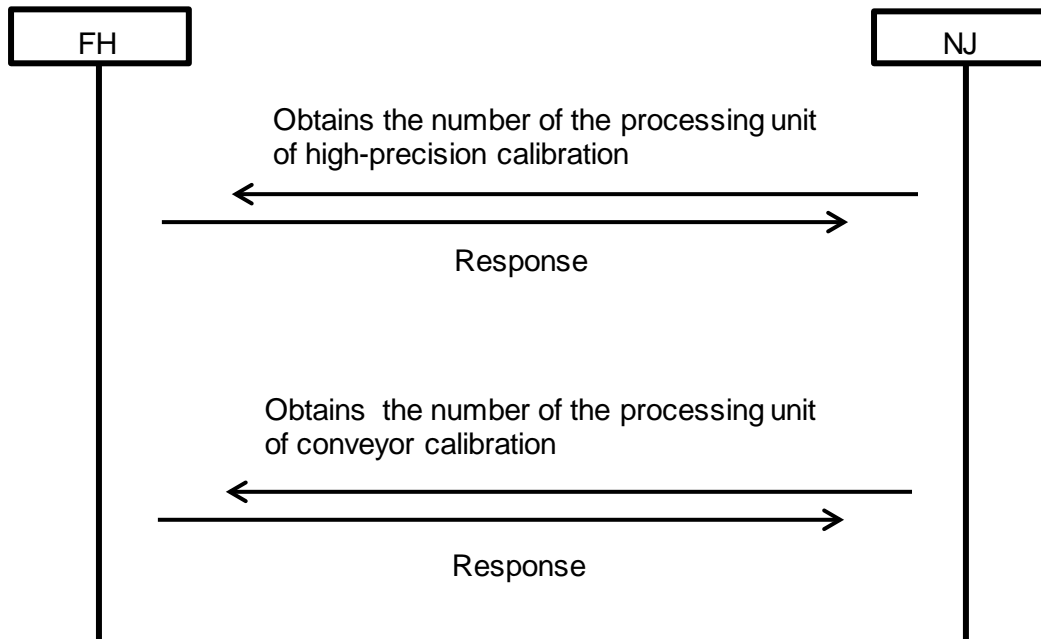 FH
NJ
Obtains the number of the processing unit
of high-precision calibration
Response
Obtains the number of the processing unit
of conveyor calibration
Response